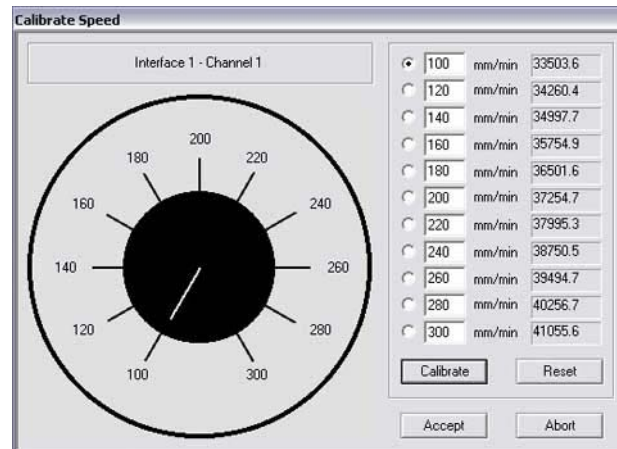 Calibrate Speed
Interface 1 - Channel 1
200
180
220
160
240
140
260
120
280
100
300
100 mm/min 33503.6
120 mm/min 34260.4
140 mm/min 34997.7
160 mm/min 35754.9
180 mm/min 36501.6
200 mm/min 37254.7
220 mm/min 37995.3
240 mm/min 38750.5
260 mm/min 39494.7
280 mm/min 40256.7
300 mm/min 41055.6
Calibrate Reset
Accept Abort